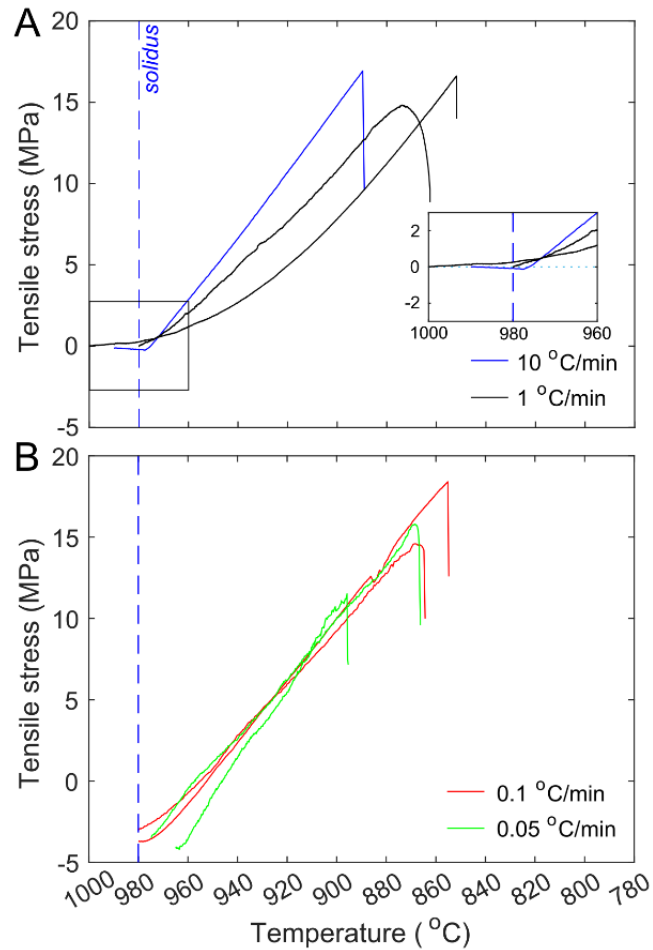 A
20
15
10
5
0
-5
Tensile stress (MPa)
solidus
2
0
-2
1000 980 960
10 °C/min
1 °C/min
B
20
15
10
5
0
-5
Tensile stress (MPa)
0.1 °C/min
0.05 °C/min
1000 980 960 940 920 900 880 860 840 820 800 780
Temperature ( °C)